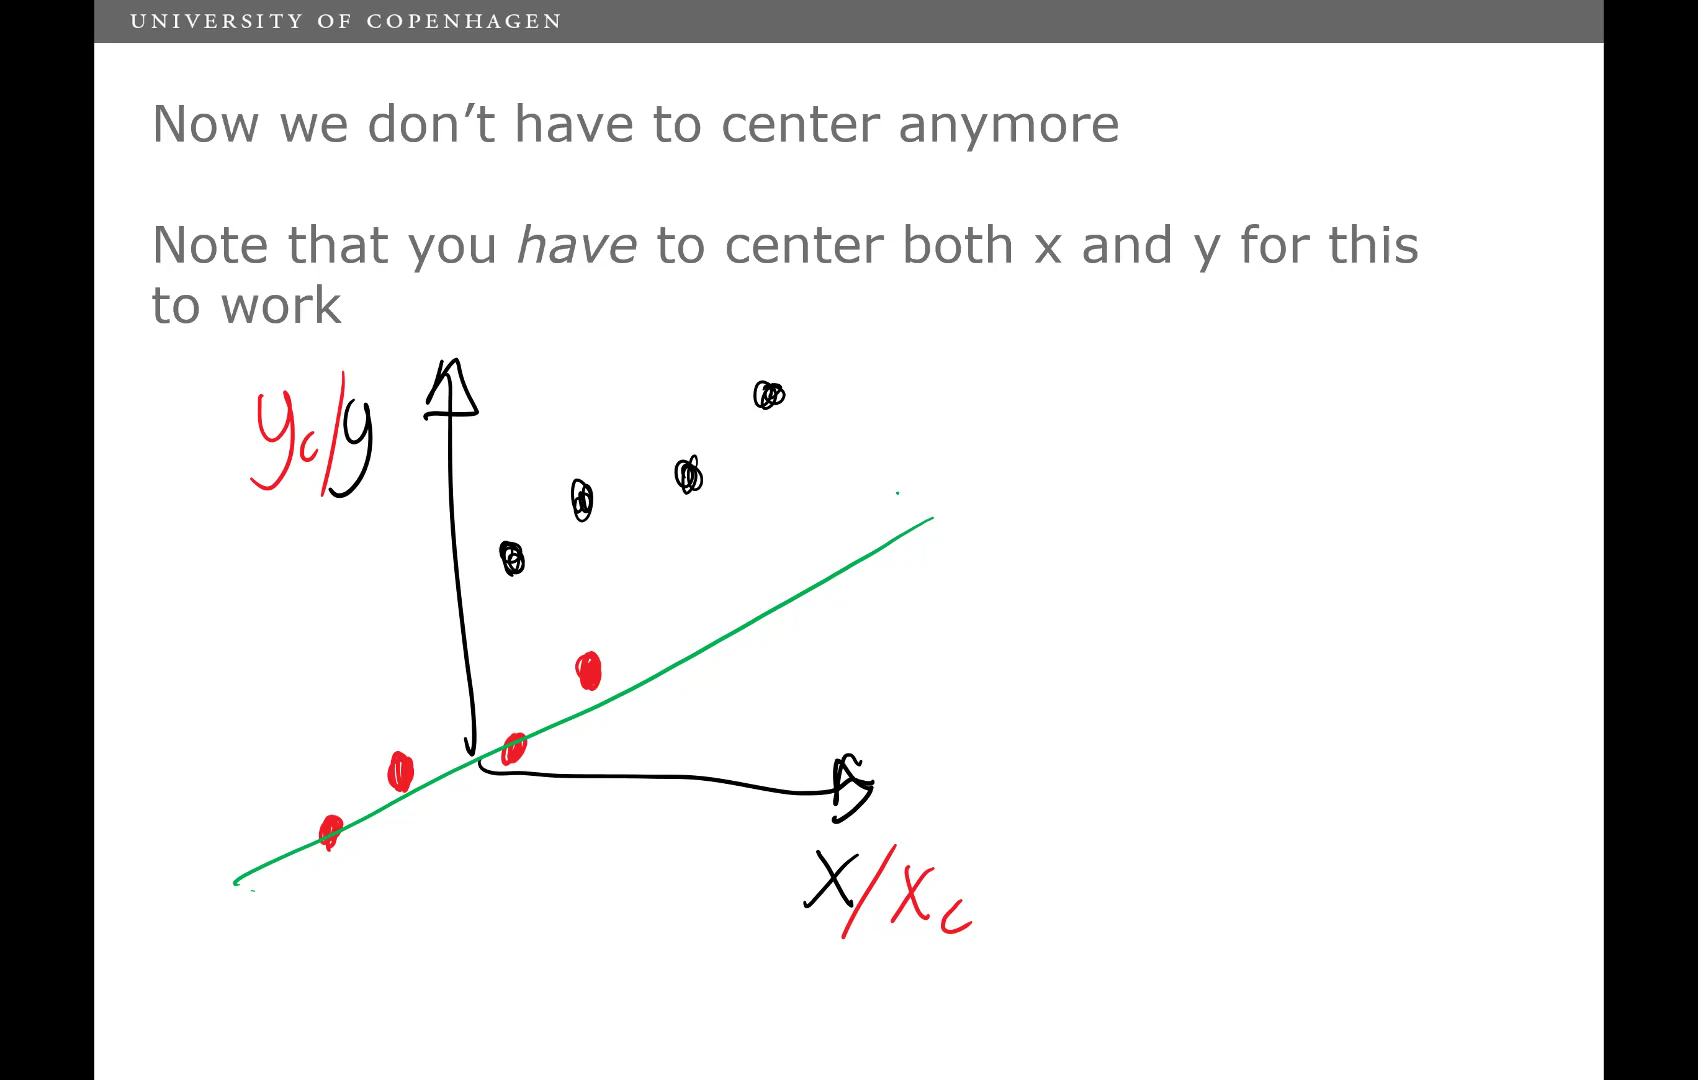 UNIVERSITY OF COPENHAGEN
Now we don’t have to center anymore
Note that you have to center both x and y for this
to work
yc/y
x/xc